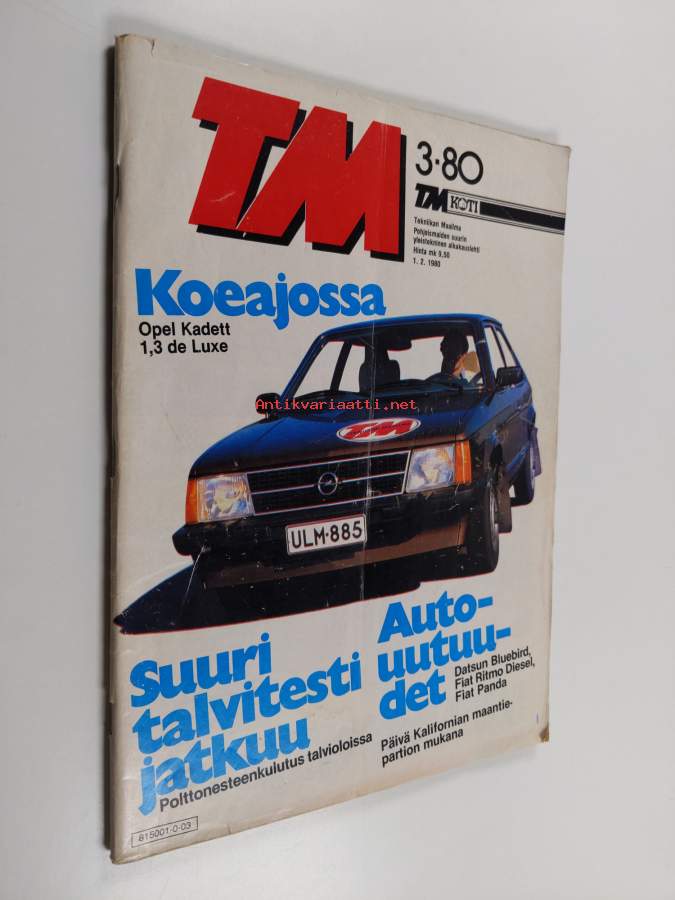 TM
3·80
TM KOTI
Tekniikan Maailma
Pohjoismaiden suurin
yleistekninen aikakauslehti
Hinta mk 9,50
1. 2. 1980
Koeajossa
Opel Kadett
1,3 de Luxe
Antikvariaatti.net
TM
ULM-885
Suuri
talvitesti
jatkuu
Polttonesteenkulutus talvioloissa
Auto-
uutuu-
det
Datsun Bluebird,
Fiat Ritmo Diesel,
Fiat Panda
Päivä Kalifornian maantie-
partion mukana
815001-0-03